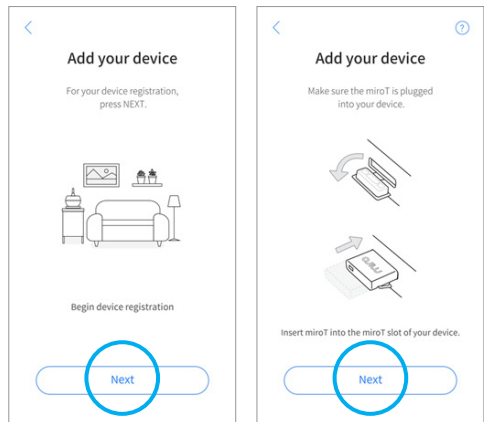 Add your device
For your device registration,
press NEXT.
Begin device registration
Next
?
Add your device
Make sure the miroT is plugged
into your device.
miro
Insert miroT into the miroT slot of your device.
Next